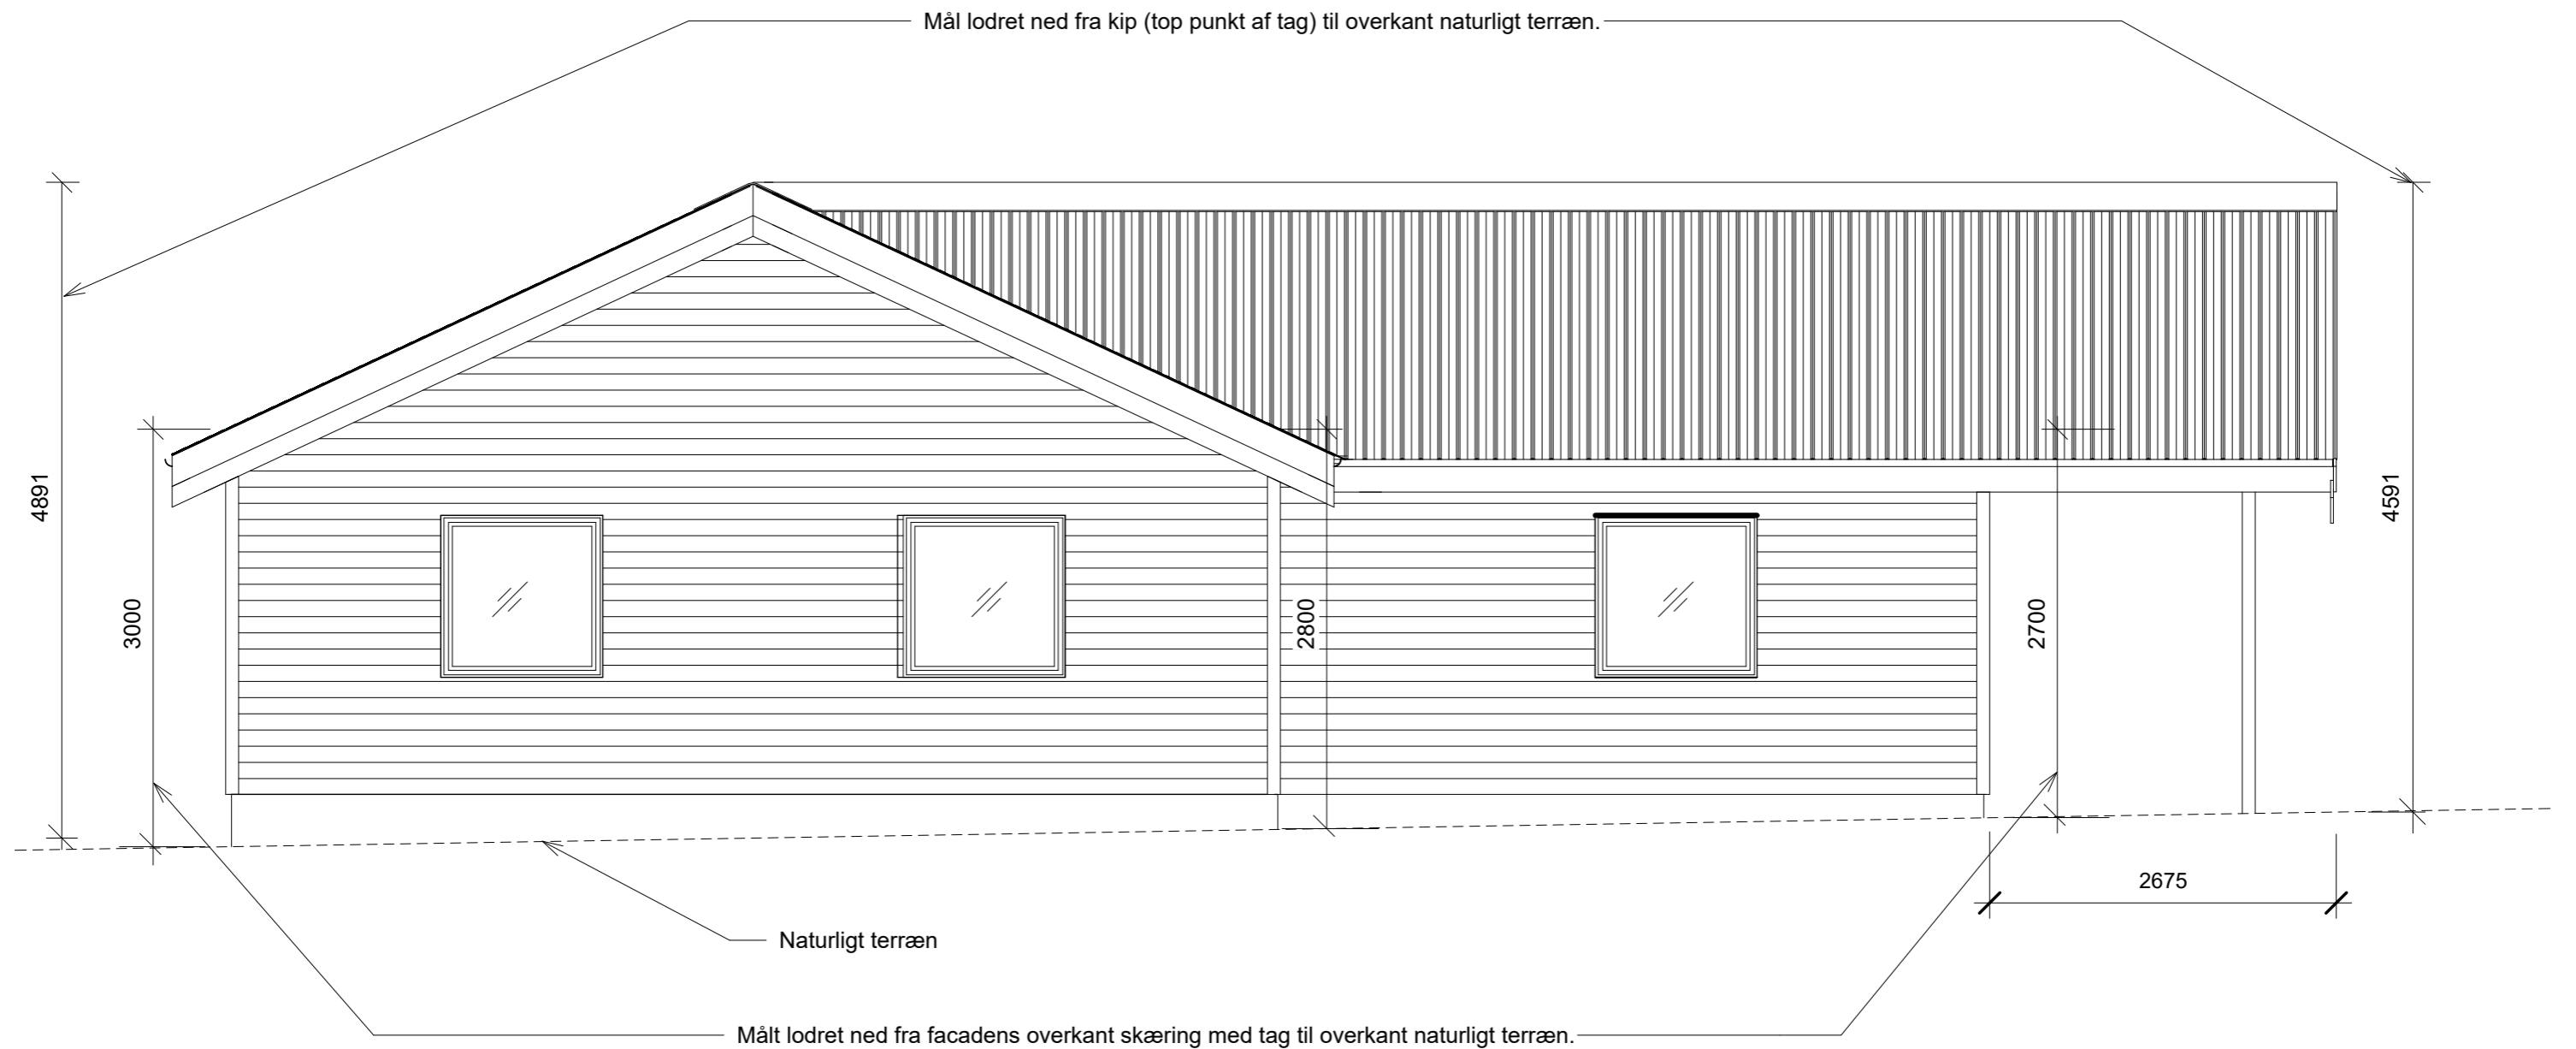 Mål lodret ned fra kip (top punkt af tag) til overkant naturligt terræn.
4891
3000
2800
2700
4591
2675
Naturligt terræn
Målt lodret ned fra facadens overkant skæring med tag til overkant naturligt terræn.